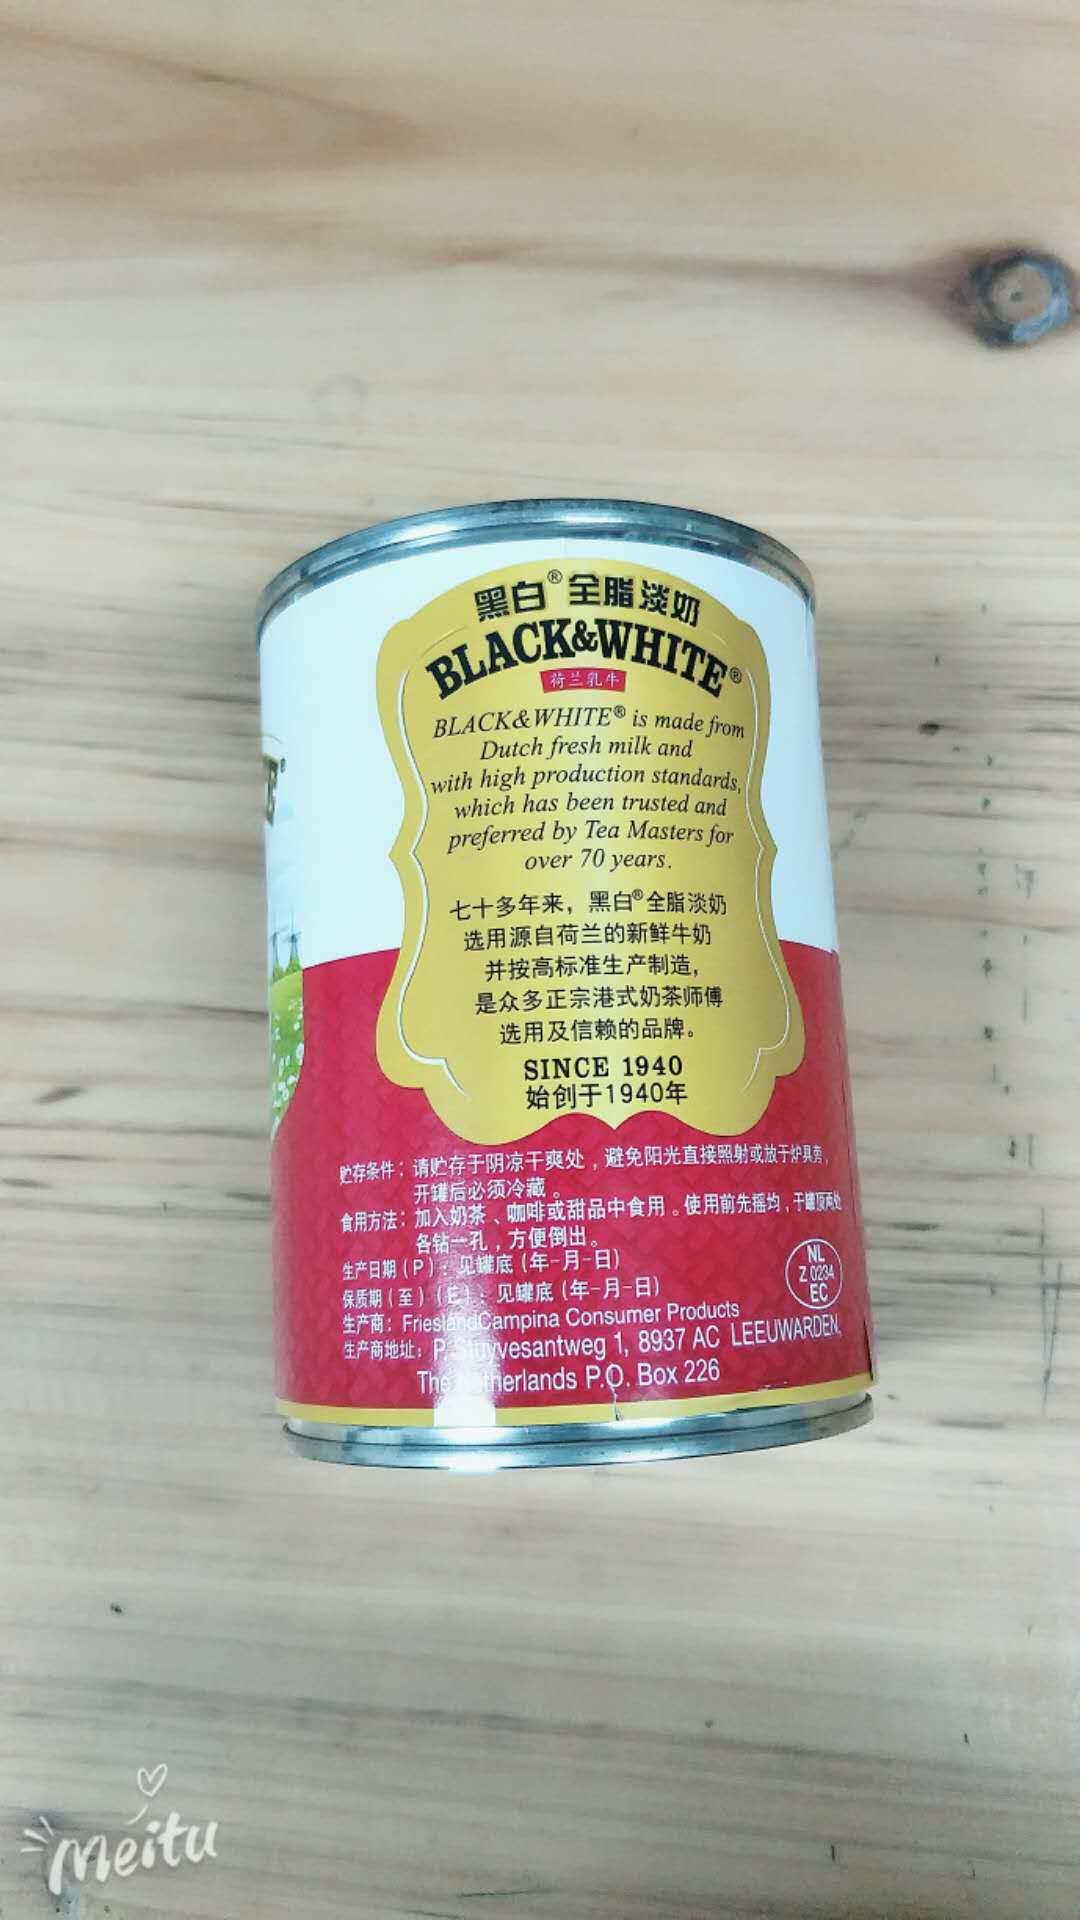 黑白®全脂淡奶
BLACK&WHITE®
荷兰乳牛
BLACK&WHITE® is made from
Dutch fresh milk and
with high production standards,
which has been trusted and
preferred by Tea Masters for
over 70 years.
七十多年来，黑白®全脂淡奶
选用源自荷兰的新鲜牛奶
并按高标准生产制造，
是众多正宗港式奶茶师傅
选用及信赖的品牌。
SINCE 1940
始创于1940年
贮存条件：请贮存于阴凉干爽处，避免阳光直接照射或放于炉具旁，
开罐后必须冷藏。
食用方法：加入奶茶、咖啡或甜品中食用。使用前先摇均，于罐顶两处
各钻一孔，方便倒出。
生产日期（P）：见罐底（年-月-日）
保质期（至）（E）：见罐底（年-月-日）
NL
Z 0234
EC
生产商：FrieslandCampina Consumer Products
生产商地址：P. Stuyvesantweg 1, 8937 AC LEEUWARDEN,
The Netherlands P.O. Box 226
E®
Meitu